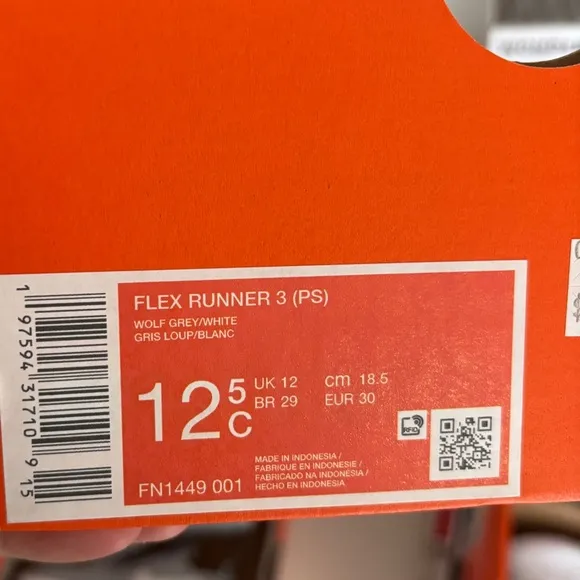 FLEX RUNNER 3 (PS)
WOLF GREY/WHITE
GRIS LOUP/BLANC
12 5 C
UK 12 cm 18.5
BR 29 EUR 30
RFID
MADE IN INDONESIA /
FABRIQUE EN INDONESIE /
FABRICADO NA INDONESIA /
HECHO EN INDONESIA
FN1449 001
1 97594 31710 9 15